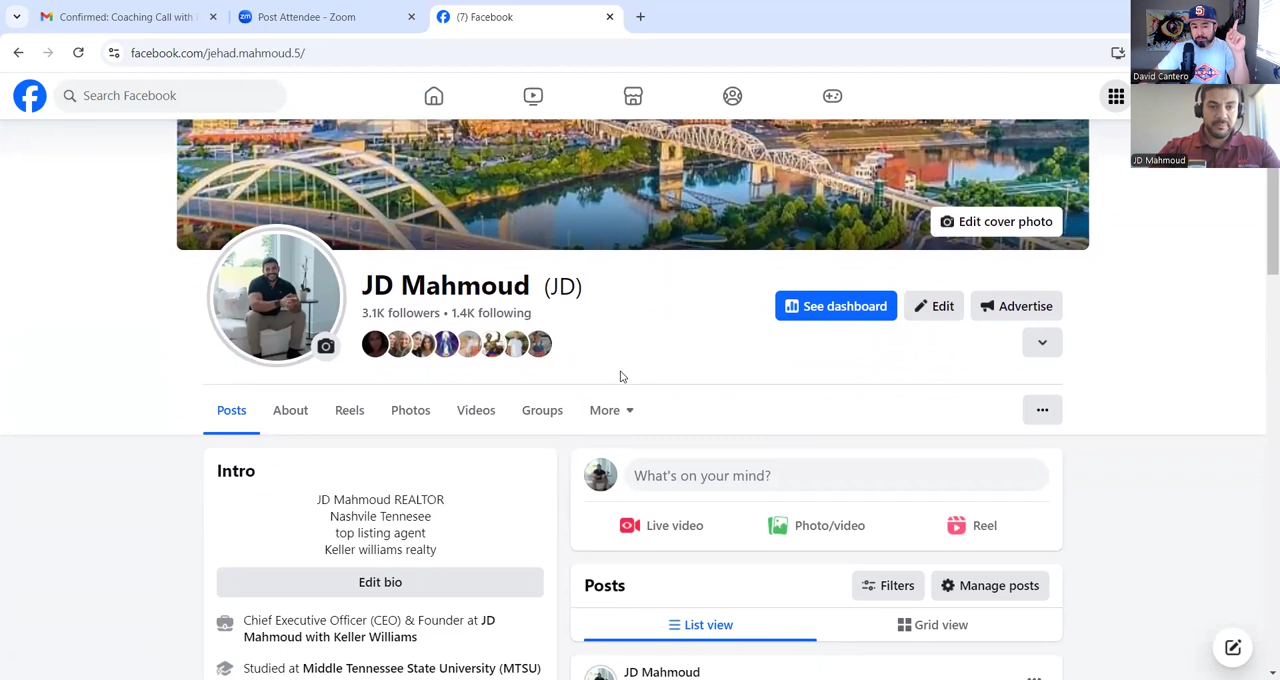 Confirmed: Coaching Call with
Post Attendee - Zoom
(7) Facebook
facebook.com/jehad.mahmoud.5/
Search Facebook
David Cantero
JD Mahmoud
Edit cover photo
JD Mahmoud (JD)
3.1K followers • 1.4K following
See dashboard
Edit
Advertise
Posts
About
Reels
Photos
Videos
Groups
More
Intro
JD Mahmoud REALTOR
Nashvile Tennesee
top listing agent
Keller williams realty
Edit bio
Chief Executive Officer (CEO) & Founder at JD
Mahmoud with Keller Williams
Studied at Middle Tennessee State University (MTSU)
What's on your mind?
Live video
Photo/video
Reel
Posts
Filters
Manage posts
List view
Grid view
JD Mahmoud